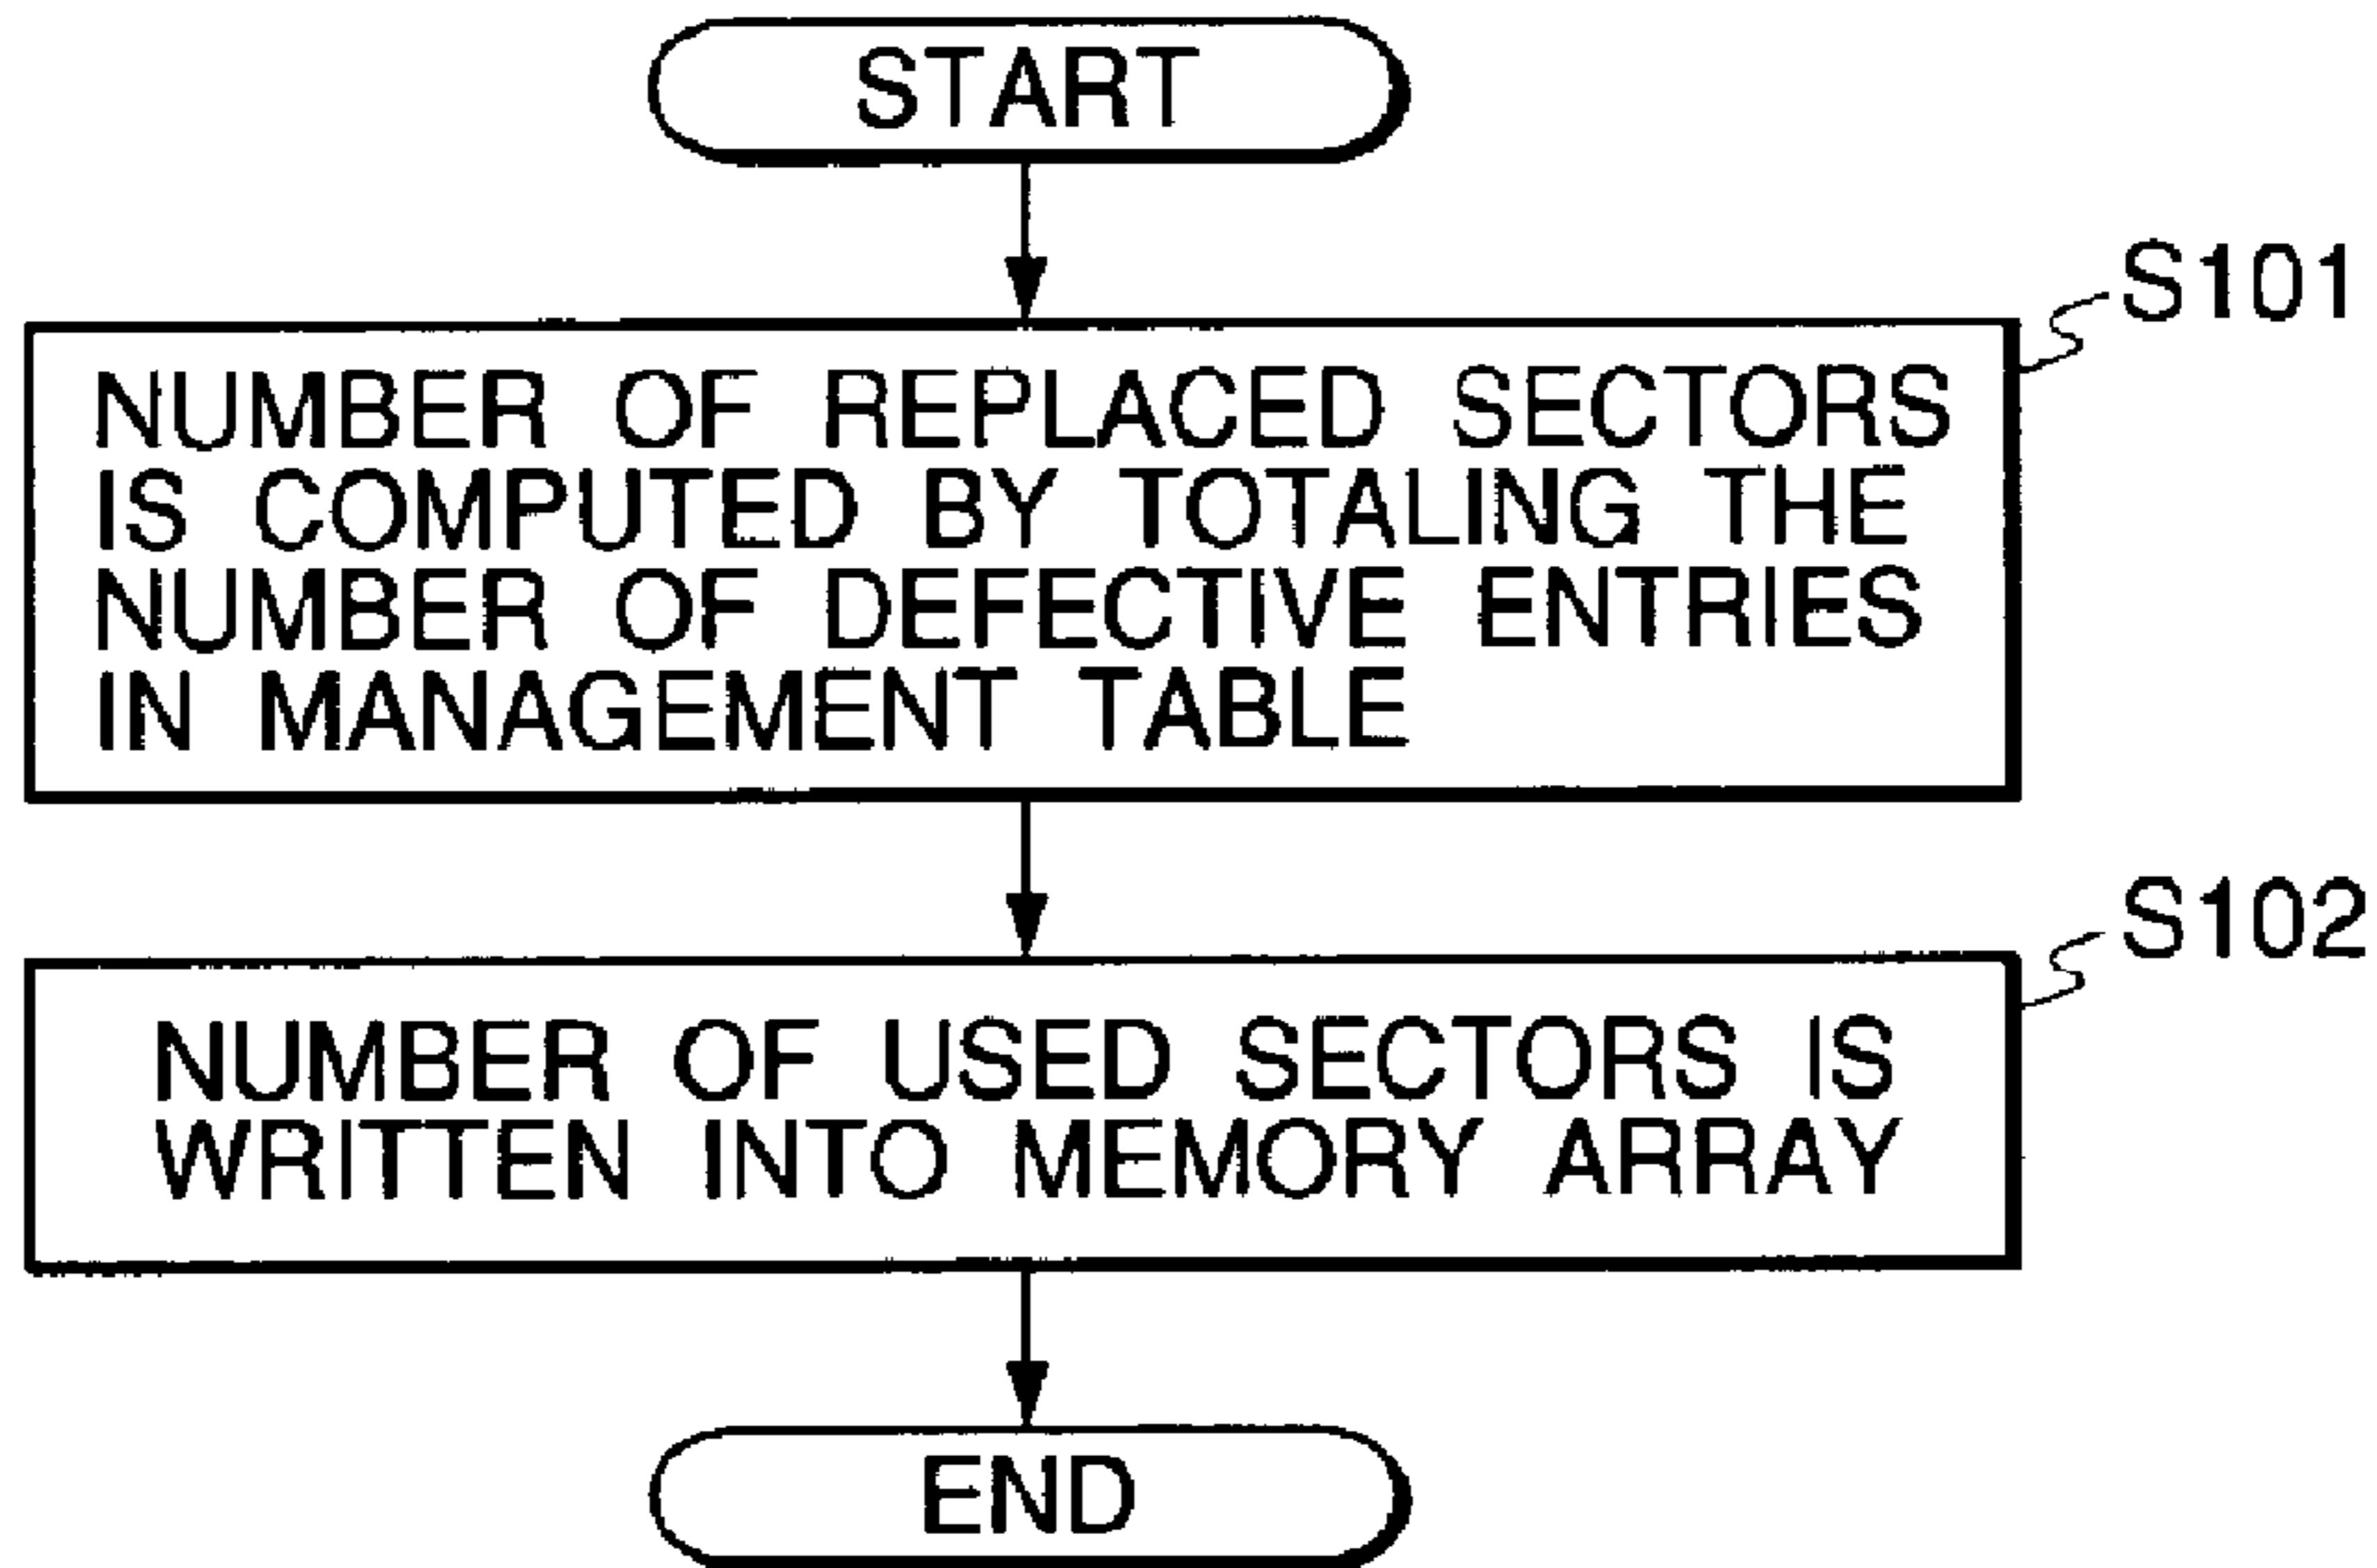 START
S101
NUMBER OF REPLACED SECTORS
IS COMPUTED BY TOTALING THE
NUMBER OF DEFECTIVE ENTRIES
IN MANAGEMENT TABLE
S102
NUMBER OF USED SECTORS IS
WRITTEN INTO MEMORY ARRAY
END